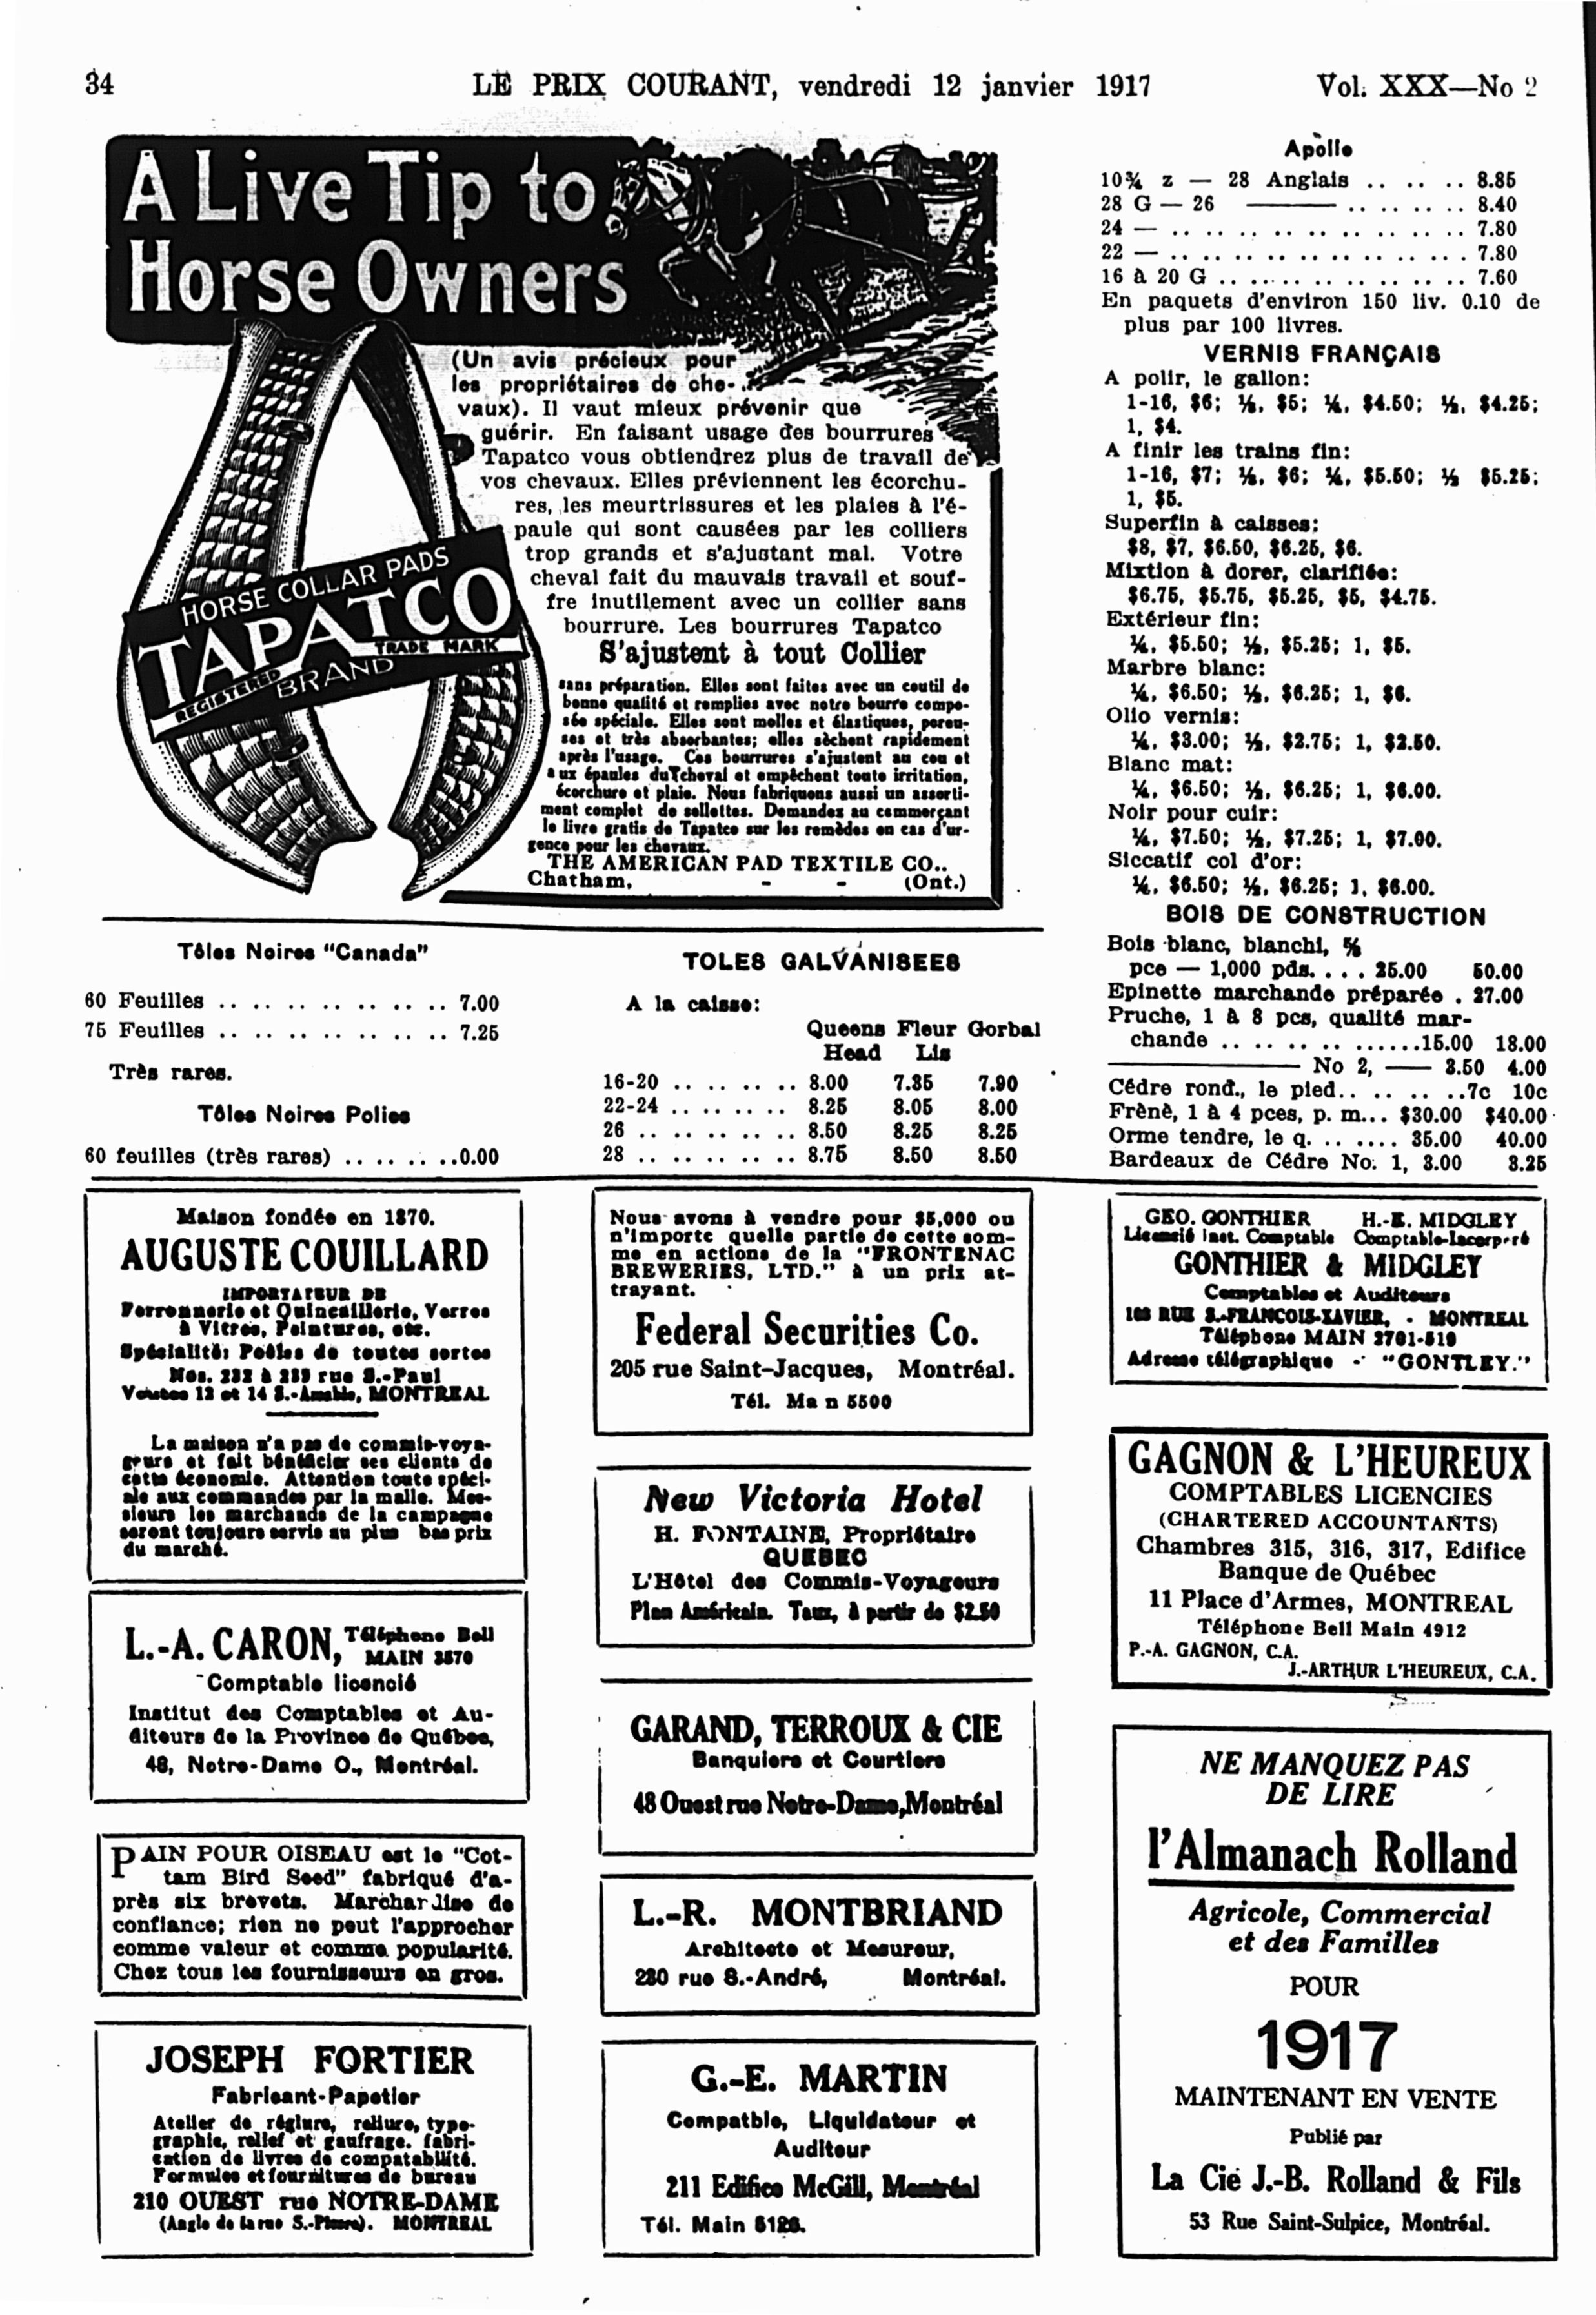 34
LE PRIX COURANT, vendredi 12 janvier 1917
Vol. XXX—No 2
A Live Tip to
Horse Owners
HORSE COLLAR PADS
TAPATCO
TRADE MARK
REGISTERED BRAND
(Un avis précieux pour
les propriétaires de che-
vaux). Il vaut mieux prévenir que
guérir. En faisant usage des bourrures
Tapatco vous obtiendrez plus de travail de
vos chevaux. Elles préviennent les écorchu-
res, les meurtrissures et les plaies à l'é-
paule qui sont causées par les colliers
trop grands et s'ajustant mal. Votre
cheval fait du mauvais travail et souf-
fre inutilement avec un collier sans
bourrure. Les bourrures Tapatco
S'ajustent à tout Collier
sans préparation. Elles sont faites avec un coutil de
bonne qualité et remplies avec notre bourre compo-
sée spéciale. Elles sont molles et élastiques, poreu-
ses et très absorbantes; elles sèchent rapidement
après l'usage. Ces bourrures s'ajustent au cou et
aux épaules du cheval et empêchent toute irritation,
écorchure et plaie. Nous fabriquons aussi un assorti-
ment complet de sellettes. Demandez au commerçant
le livre gratis de Tapatco sur les remèdes en cas d'ur-
gence pour les chevaux.
THE AMERICAN PAD TEXTILE CO..
Chatham, - - (Ont.)
Tôles Noires "Canada"
60 Feuilles .. .. .. .. .. .. .. .. 7.00
75 Feuilles .. .. .. .. .. .. .. .. 7.25
Très rares.
Tôles Noires Polies
60 feuilles (très rares) .. .. .. ..0.00
TOLES GALVANISEES
A la caisse:
Queens Fleur Gorbal
Head Lis
16-20 .. .. .. .. 8.00 7.85 7.90
22-24 .. .. .. .. 8.25 8.05 8.00
26 .. .. .. .. .. 8.50 8.25 8.25
28 .. .. .. .. .. 8.75 8.50 8.50
Apollo
10¾ z — 28 Anglais .. .. .. 8.85
28 G — 26 ——— .. .. .. .. 8.40
24 — .. .. .. .. .. .. .. .. .. 7.80
22 — .. .. .. .. .. .. .. .. .. 7.80
16 à 20 G .. .. .. .. .. .. .. 7.60
En paquets d'environ 150 liv. 0.10 de
plus par 100 livres.
VERNIS FRANÇAIS
A polir, le gallon:
1-16, $6; ⅛, $5; ¼, $4.50; ½, $4.25;
1, $4.
A finir les trains fin:
1-16, $7; ⅛, $6; ¼, $5.50; ½ $5.25;
1, $5.
Superfin à caisses:
$8, $7, $6.50, $6.25, $6.
Mixtion à dorer, clarifiée:
$6.75, $5.75, $5.25, $5, $4.75.
Extérieur fin:
¼, $5.50; ½, $5.25; 1, $5.
Marbre blanc:
¼, $6.50; ½, $6.25; 1, $6.
Olio vernis:
¼, $3.00; ½, $2.75; 1, $2.50.
Blanc mat:
¼, $6.50; ½, $6.25; 1, $6.00.
Noir pour cuir:
¼, $7.50; ½, $7.25; 1, $7.00.
Siccatif col d'or:
¼, $6.50; ½, $6.25; 1, $6.00.
BOIS DE CONSTRUCTION
Bois blanc, blanchi, ⅝
pce — 1,000 pds. . . . 25.00 50.00
Epinette marchande préparée . 27.00
Pruche, 1 à 8 pcs, qualité mar-
chande .. .. .. .. ......15.00 18.00
——— No 2, — 3.50 4.00
Cédre rond., le pied.. .. .. ..7c 10c
Frènè, 1 à 4 pces, p. m... $30.00 $40.00
Orme tendre, le q. .. .... 35.00 40.00
Bardeaux de Cédre No. 1, 3.00 3.25
Maison fondée en 1870.
AUGUSTE COUILLARD
IMPORTATEUR DE
Ferronnerie et Quincaillerie, Verres
à Vitres, Peintures, etc.
Spécialité: Poêles de toutes sortes
Nos. 232 à 239 rue S.-Paul
Voutes 12 et 14 S.-Amable, MONTREAL
La maison n'a pas de commis-voya-
geurs et fait bénéficier ses clients de
cette économie. Attention toute spéci-
ale aux commandes par la malle. Mes-
sieurs les marchands de la campagne
seront toujours servis au plus bas prix
du marché.
L.-A. CARON, Téléphone Bell
MAIN 3570
Comptable licencié
Institut des Comptables et Au-
diteurs de la Province de Québec,
48, Notre-Dame O., Montréal.
PAIN POUR OISEAU est le "Cot-
tam Bird Seed" fabriqué d'a-
près six brevets. Marchandise de
confiance; rien ne peut l'approcher
comme valeur et comme popularité.
Chez tous les fournisseurs en gros.
JOSEPH FORTIER
Fabricant-Papetier
Atelier de réglure, reliure, typo-
graphie, relief et gaufrage. fabri-
cation de livres de compatabilité.
Formules et fournitures de bureau
210 OUEST rue NOTRE-DAME
(Angle de la rue S.-Pierre). MONTREAL
Nous avons à vendre pour $5,000 ou
n'importe quelle partie de cette som-
me en actions de la "FRONTENAC
BREWERIES, LTD." à un prix at-
trayant.
Federal Securities Co.
205 rue Saint-Jacques, Montréal.
Tél. Ma n 5500
New Victoria Hotel
H. FONTAINE, Propriétaire
QUEBEC
L'Hôtel des Commis-Voyageurs
Plan Américain. Taux, à partir de $2.50
GARAND, TERROUX & CIE
Banquiers et Courtiers
48 Ouest rue Notre-Dame, Montréal
L.-R. MONTBRIAND
Architecte et Mesureur,
230 rue S.-André, Montréal.
G.-E. MARTIN
Compatble, Liquidateur et
Auditeur
211 Edifice McGill, Montréal
Tél. Main 5126.
GEO. GONTHIER H.-E. MIDGLEY
Licencié Inst. Comptable Comptable-Incorporé
GONTHIER & MIDGLEY
Comptables et Auditeurs
103 RUE S.-FRANCOIS-XAVIER, - MONTREAL
Téléphone MAIN 2701-519
Adresse télégraphique - "GONTLEY."
GAGNON & L'HEUREUX
COMPTABLES LICENCIES
(CHARTERED ACCOUNTANTS)
Chambres 315, 316, 317, Edifice
Banque de Québec
11 Place d'Armes, MONTREAL
Téléphone Bell Main 4912
P.-A. GAGNON, C.A.
J.-ARTHUR L'HEUREUX, C.A.
NE MANQUEZ PAS
DE LIRE
l'Almanach Rolland
Agricole, Commercial
et des Familles
POUR
1917
MAINTENANT EN VENTE
Publié par
La Cie J.-B. Rolland & Fils
53 Rue Saint-Sulpice, Montréal.